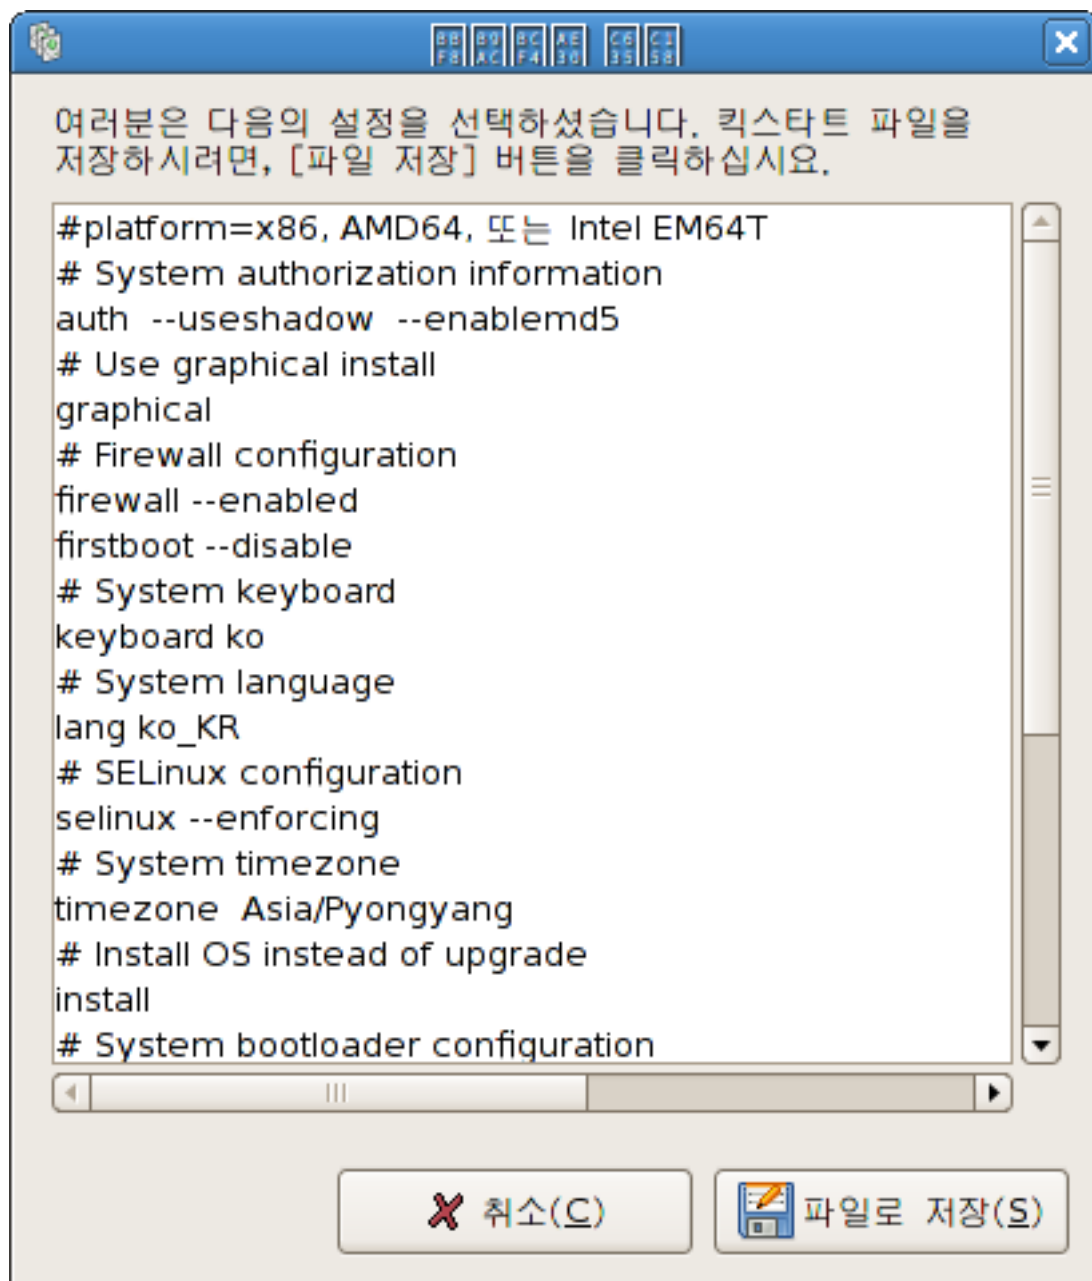 여러분은 다음의 설정을 선택하셨습니다. 킥스타트 파일을
저장하시려면, [파일 저장] 버튼을 클릭하십시요.
#platform=x86, AMD64, 또는 Intel EM64T
# System authorization information
auth  --useshadow  --enablemd5
# Use graphical install
graphical
# Firewall configuration
firewall --enabled
firstboot --disable
# System keyboard
keyboard ko
# System language
lang ko_KR
# SELinux configuration
selinux --enforcing
# System timezone
timezone  Asia/Pyongyang
# Install OS instead of upgrade
install
# System bootloader configuration
취소(C)
파일로 저장(S)